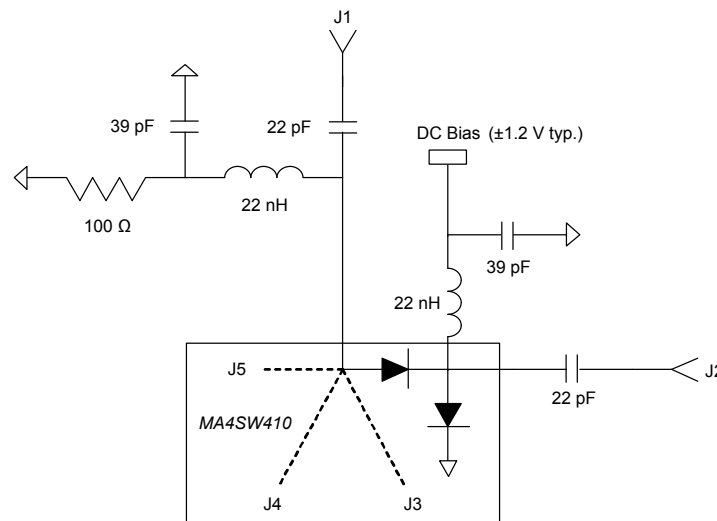 J1
39 pF
22 pF
DC Bias (±1.2 V typ.)
22 nH
100 Ω
39 pF
22 nH
J5
J2
22 pF
MA4SW410
J4
J3